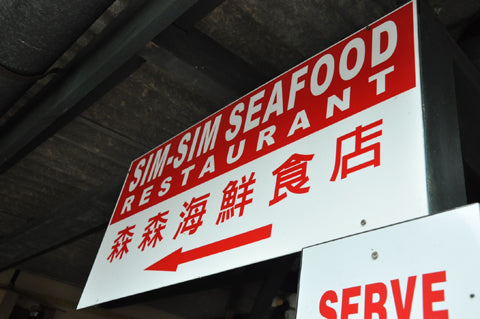 SIM-SIM SEAFOOD
RESTAURANT
森森海鮮食店
SERVE